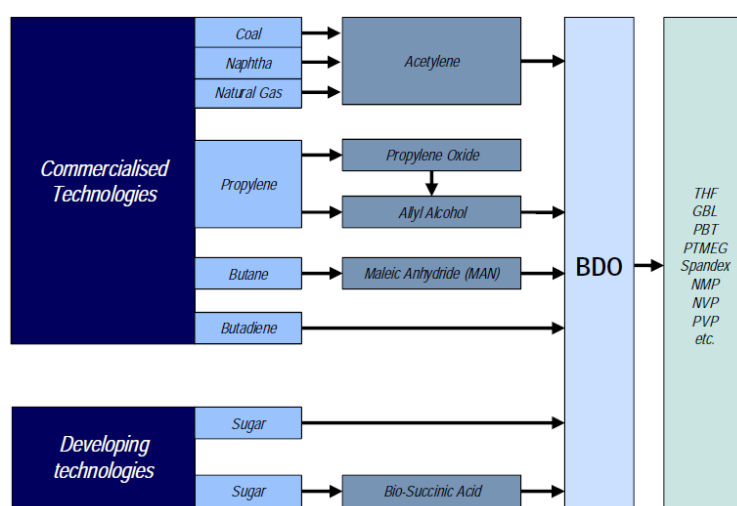 Commercialised
Technologies
Coal
Naphtha
Natural Gas
Acetylene
Propylene
Propylene Oxide
Allyl Alcohol
Butane
Maleic Anhydride (MAN)
Butadiene
Developing
technologies
Sugar
Sugar
Bio-Succinic Acid
BDO
THF
GBL
PBT
PTMEG
Spandex
NMP
NVP
PVP
etc.